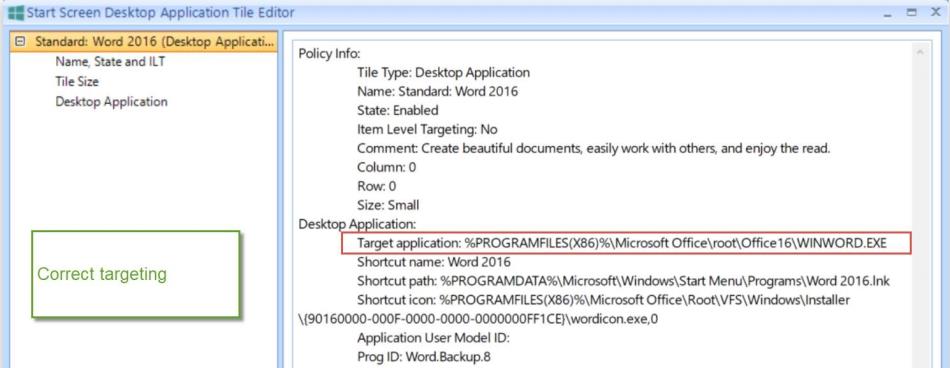 Start Screen Desktop Application Tile Editor
Standard: Word 2016 (Desktop Applicati...
Name, State and ILT
Tile Size
Desktop Application
Correct targeting
Policy Info:
Tile Type: Desktop Application
Name: Standard: Word 2016
State: Enabled
Item Level Targeting: No
Comment: Create beautiful documents, easily work with others, and enjoy the read.
Column: 0
Row: 0
Size: Small
Desktop Application:
Target application: %PROGRAMFILES(X86)%\Microsoft Office\root\Office16\WINWORD.EXE
Shortcut name: Word 2016
Shortcut path: %PROGRAMDATA%\Microsoft\Windows\Start Menu\Programs\Word 2016.lnk
Shortcut icon: %PROGRAMFILES(X86)%\Microsoft Office\Root\VFS\Windows\Installer
\{90160000-000F-0000-0000-0000000FF1CE}\wordicon.exe,0
Application User Model ID:
Prog ID: Word.Backup.8